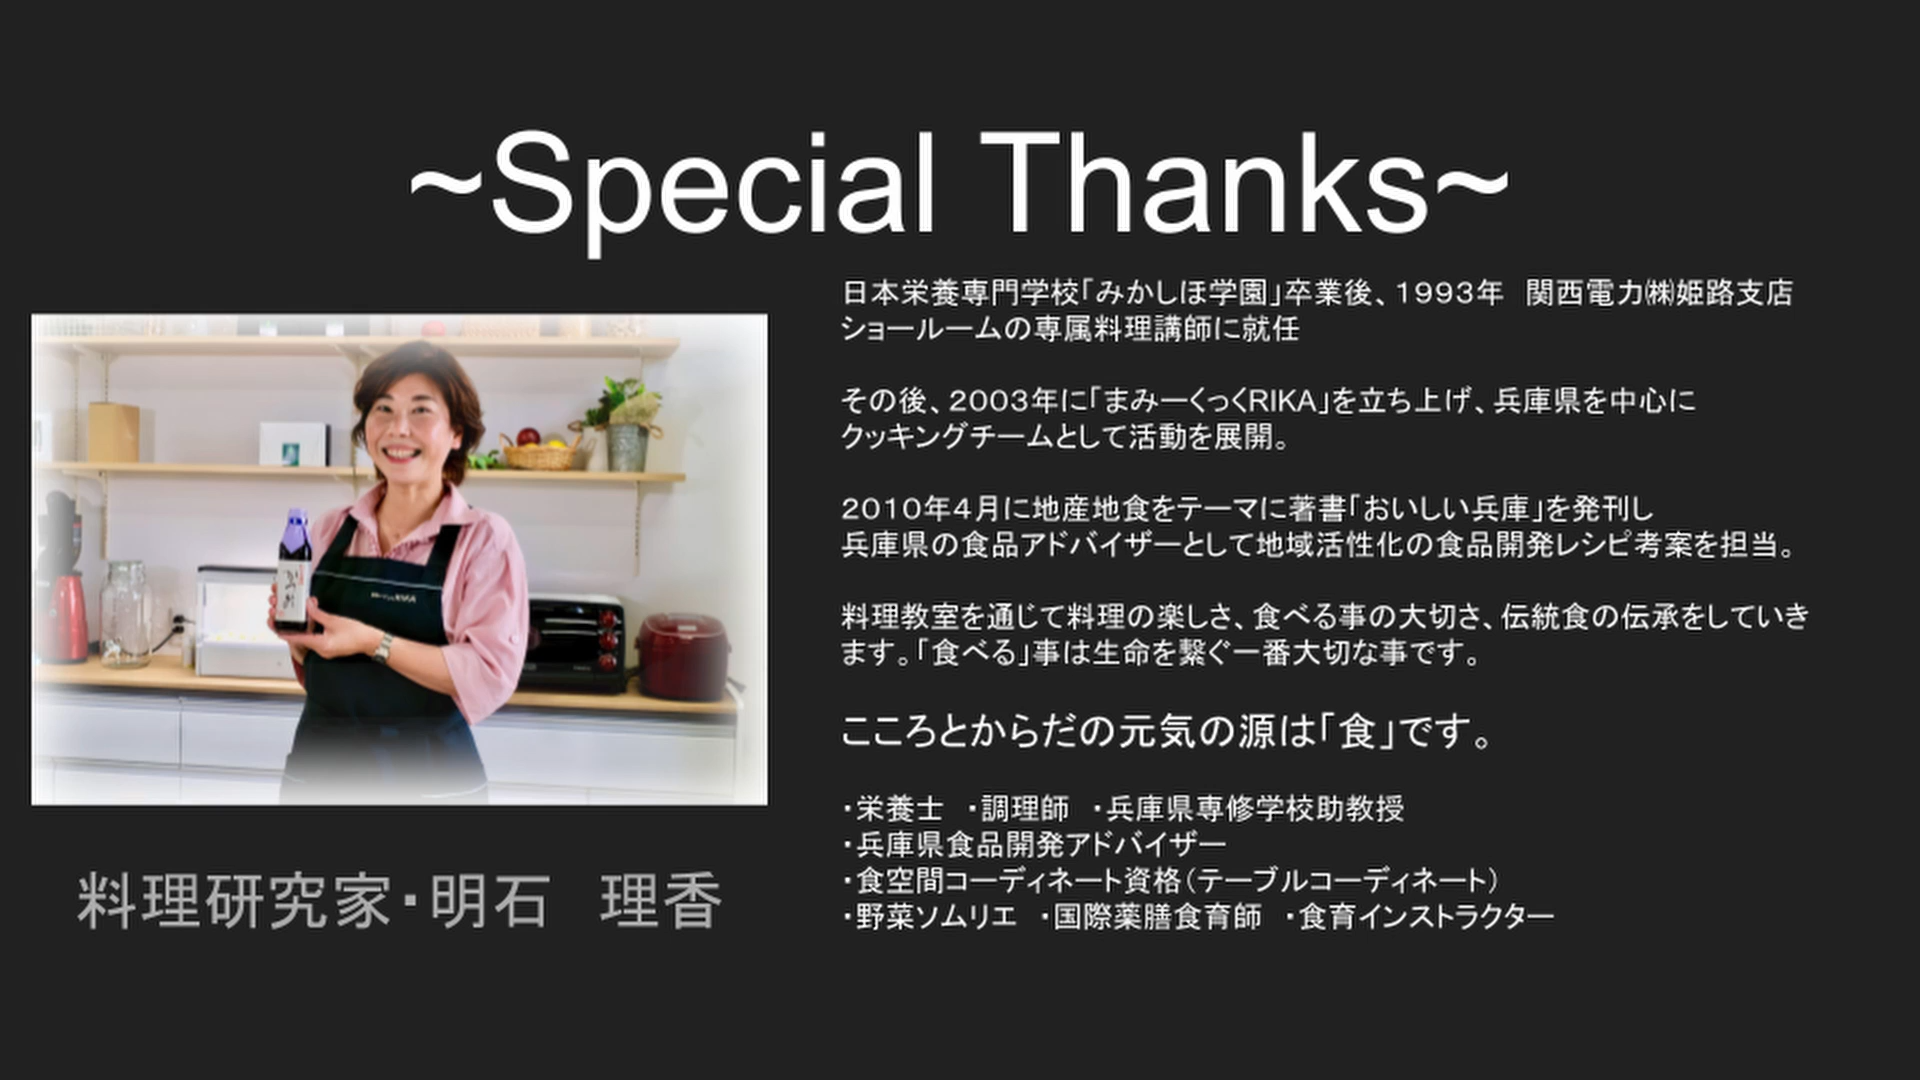 ~Special Thanks~
日本栄養専門学校「みかしほ学園」卒業後、1993年　関西電力㈱姫路支店
ショールームの専属料理講師に就任
その後、2003年に「まみーくっくRIKA」を立ち上げ、兵庫県を中心に
クッキングチームとして活動を展開。
2010年4月に地産地食をテーマに著書「おいしい兵庫」を発刊し
兵庫県の食品アドバイザーとして地域活性化の食品開発レシピ考案を担当。
料理教室を通じて料理の楽しさ、食べる事の大切さ、伝統食の伝承をしていき
ます。「食べる」事は生命を繋ぐ一番大切な事です。
こころとからだの元気の源は「食」です。
・栄養士　・調理師　・兵庫県専修学校助教授
・兵庫県食品開発アドバイザー
・食空間コーディネート資格（テーブルコーディネート）
・野菜ソムリエ　・国際薬膳食育師　・食育インストラクター
料理研究家・明石　理香